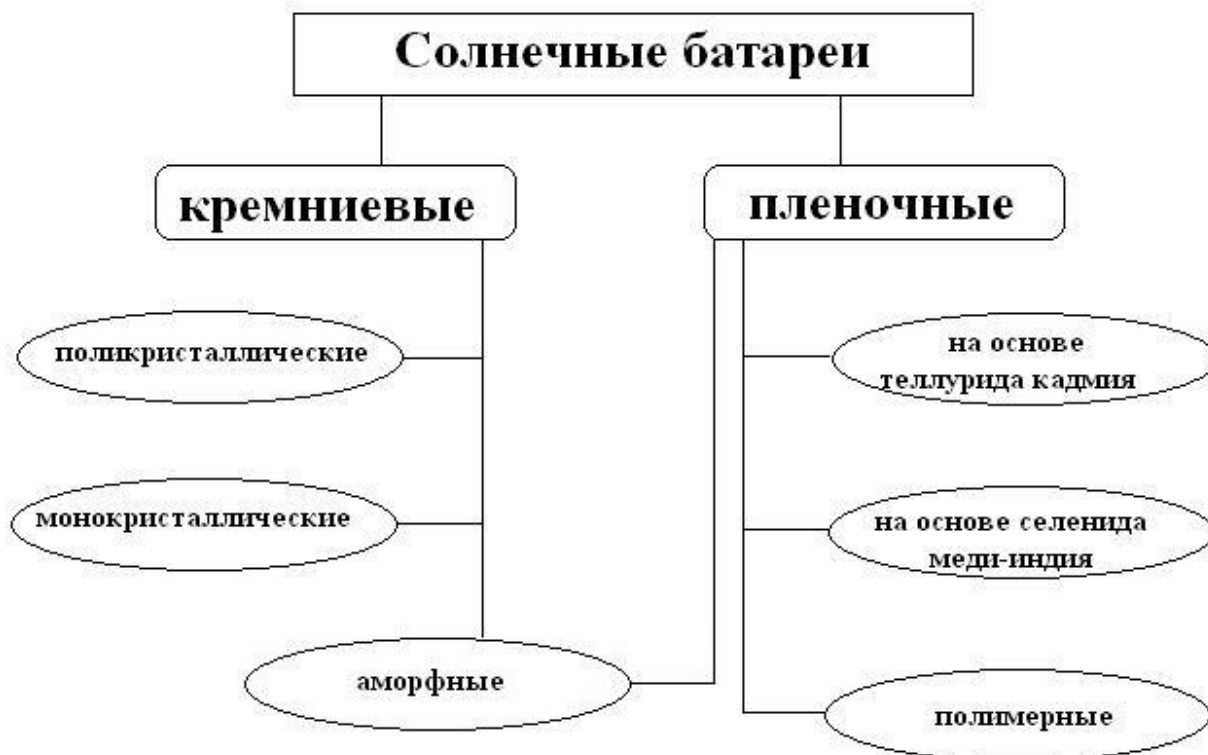 Солнечные батареи
кремниевые
пленочные
поликристаллические
на основе
теллурида кадмия
монокристаллические
на основе селенида
меди-индия
аморфные
полимерные